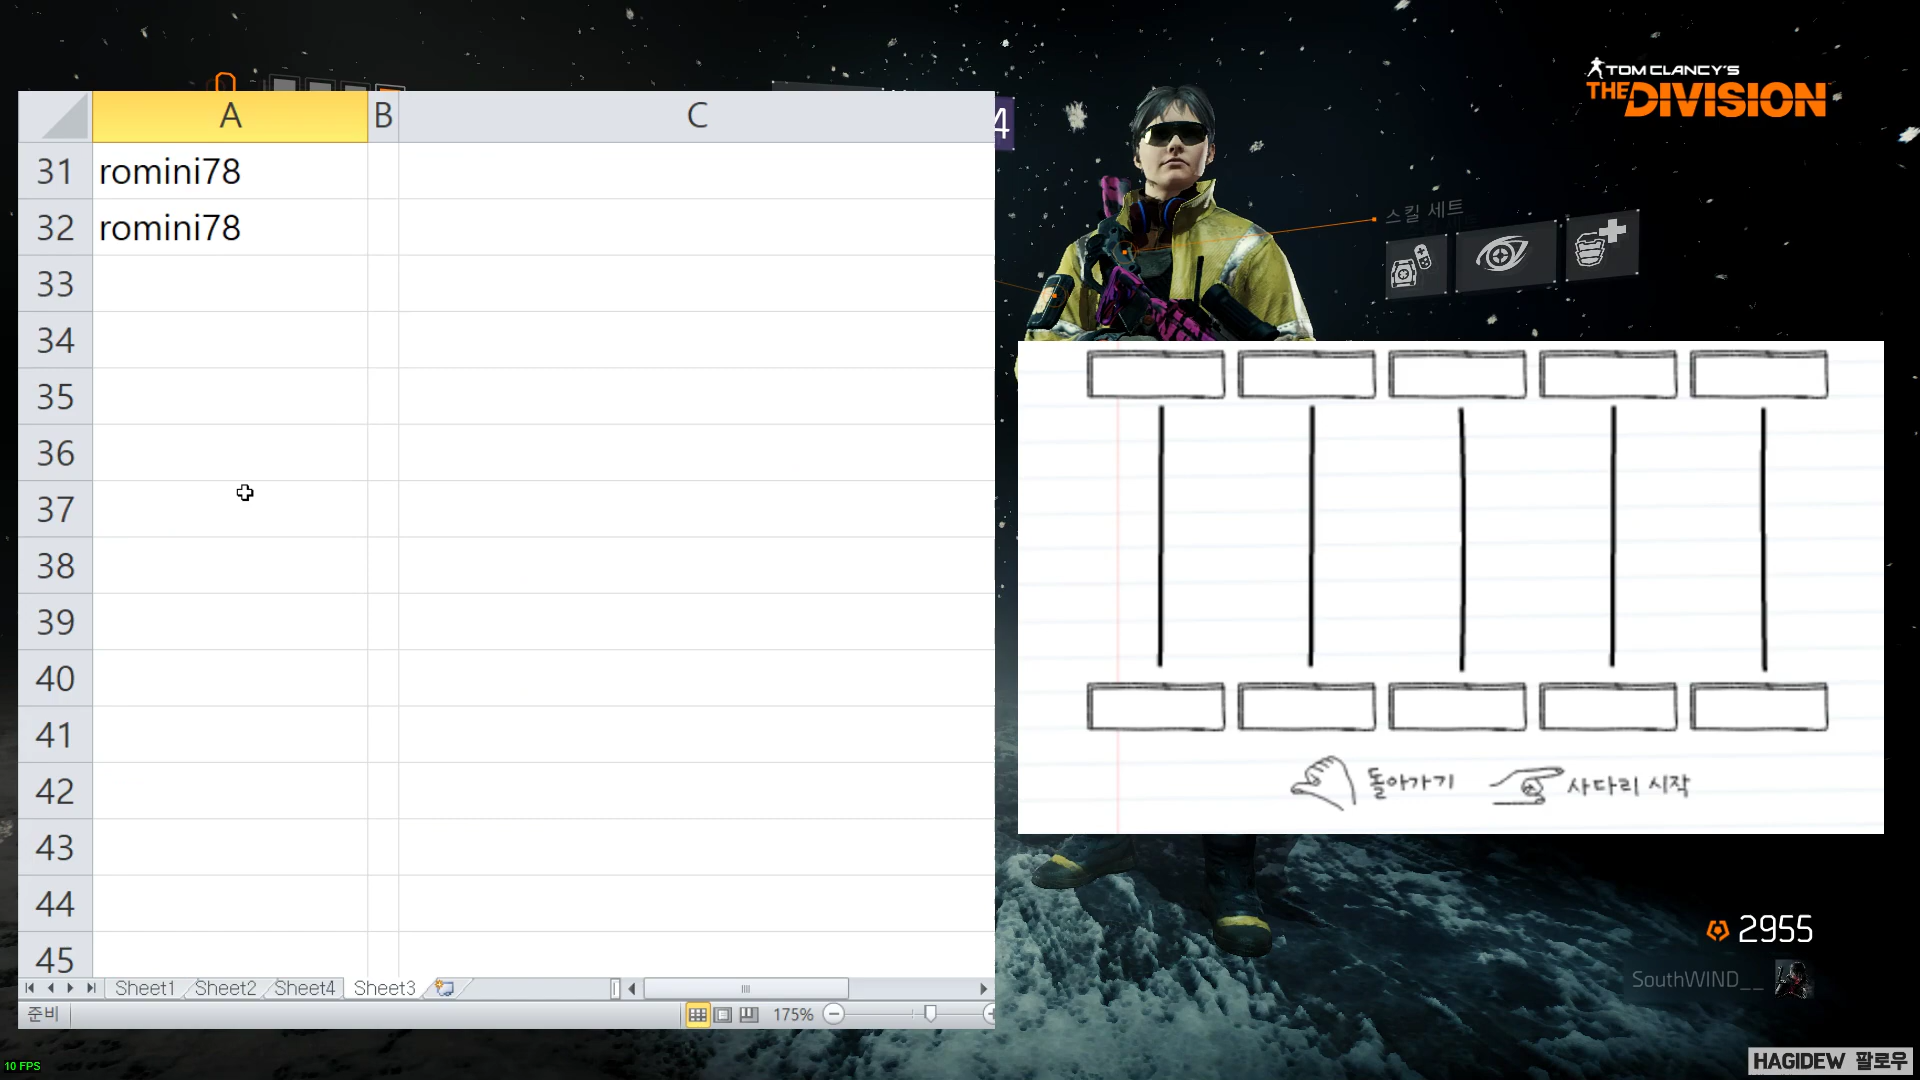 TOM CLANCY'S
THE DIVISION
A B C
4
31 romini78
32 romini78
스킬 세트
33
34
35
36
37
38
39
40
41
42
43
44
45
돌아가기 사다리 시작
2955
SouthWIND__
Sheet1 Sheet2 Sheet4 Sheet3
준비 175%
10 FPS
HAGIDEW 팔로우